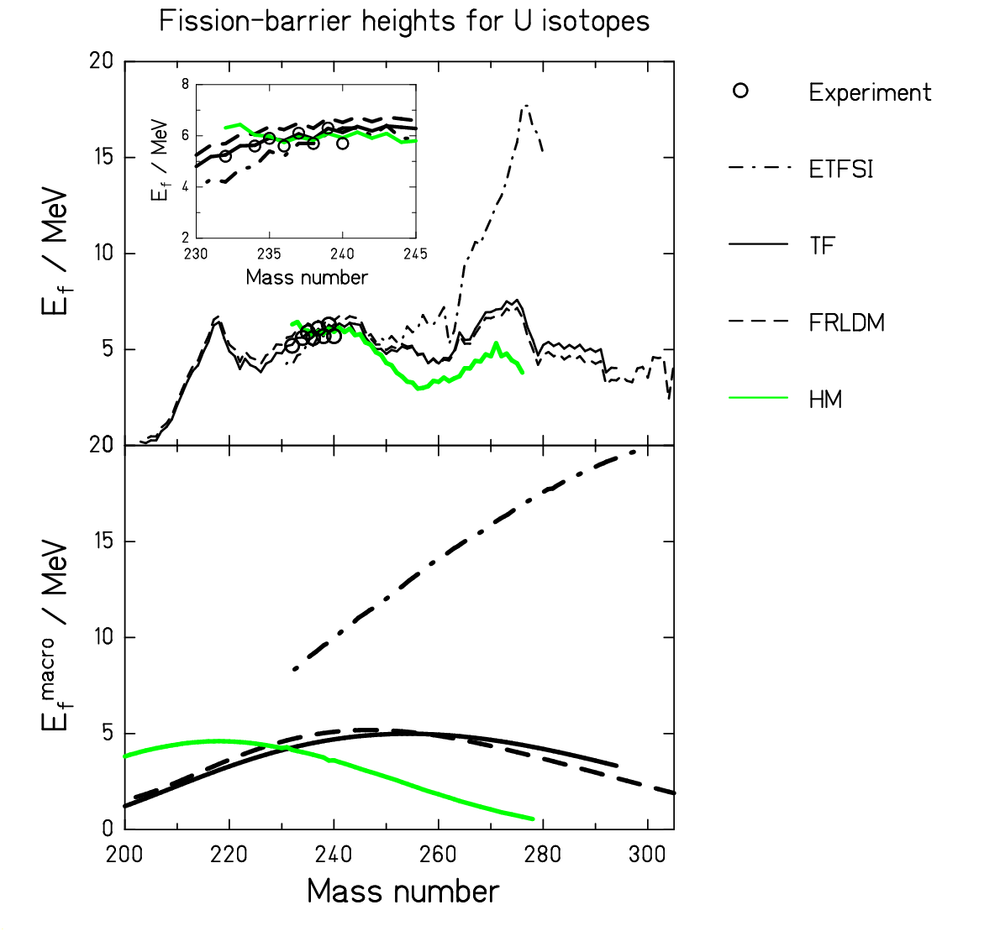 Fission-barrier heights for U isotopes
20
15
10
5
E_f / MeV
8
6
4
2
E_f / MeV
230 235 240 245
Mass number
Experiment
ETFSI
TF
FRLDM
HM
20
15
10
5
0
E_f^macro / MeV
200 220 240 260 280 300
Mass number